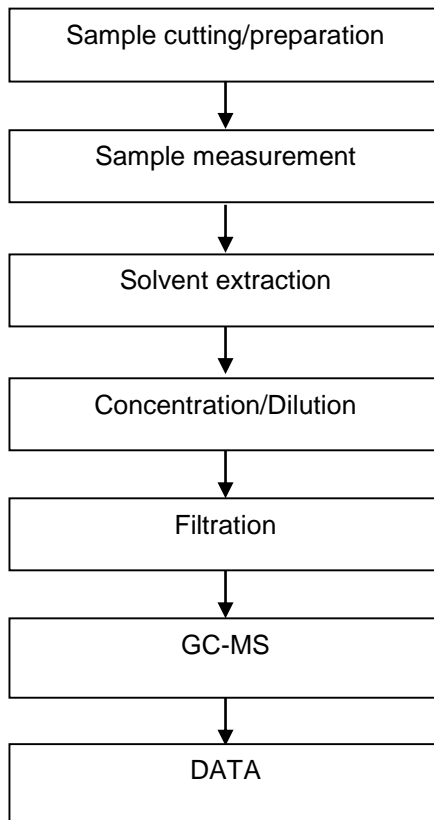 Sample cutting/preparation
Sample measurement
Solvent extraction
Concentration/Dilution
Filtration
GC-MS
DATA